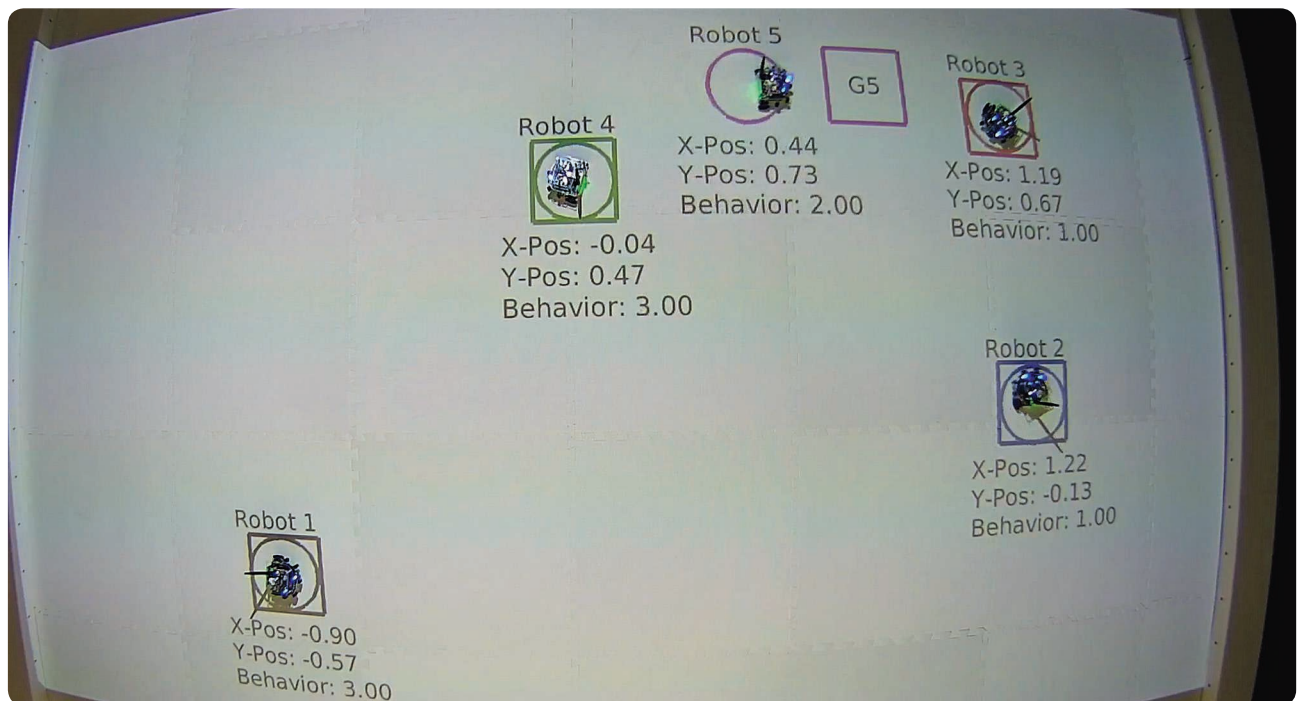 Robot 5
G5
X-Pos: 0.44
Y-Pos: 0.73
Behavior: 2.00
Robot 3
X-Pos: 1.19
Y-Pos: 0.67
Behavior: 1.00
Robot 4
X-Pos: -0.04
Y-Pos: 0.47
Behavior: 3.00
Robot 2
X-Pos: 1.22
Y-Pos: -0.13
Behavior: 1.00
Robot 1
X-Pos: -0.90
Y-Pos: -0.57
Behavior: 3.00